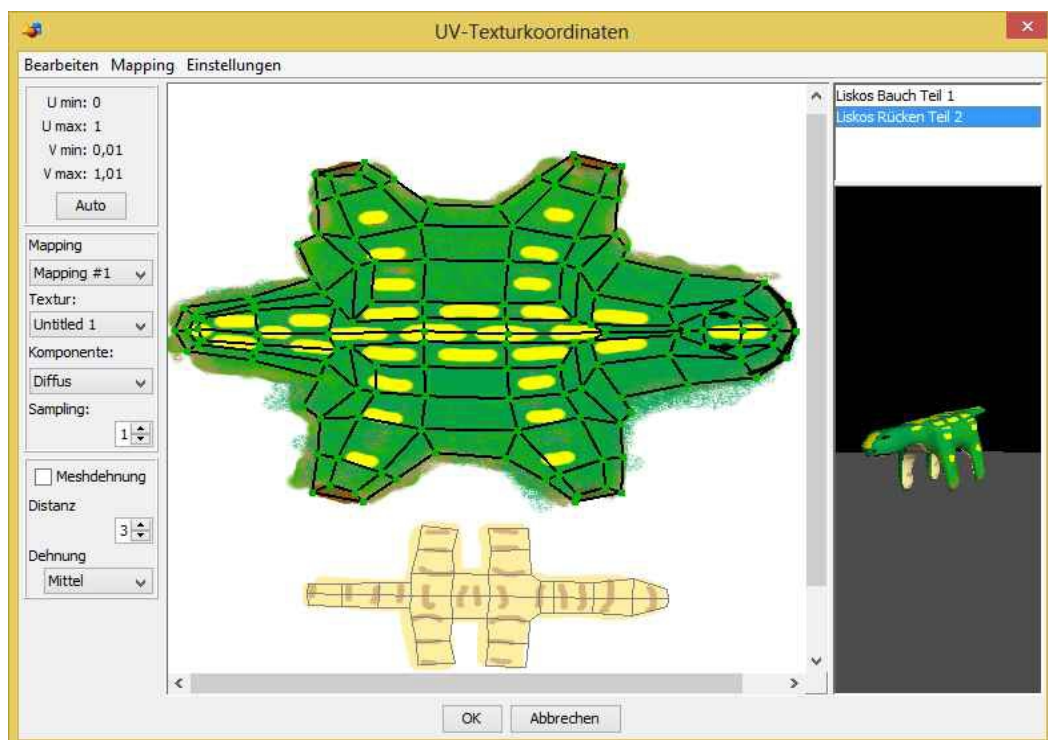 UV-Texturkoordinaten
Bearbeiten Mapping Einstellungen
U min: 0
U max: 1
V min: 0,01
V max: 1,01
Auto
Mapping
Mapping #1
Textur:
Untitled 1
Komponente:
Diffus
Sampling:
1
Meshdehnung
Distanz
3
Dehnung
Mittel
Liskos Bauch Teil 1
Liskos Rücken Teil 2
OK
Abbrechen